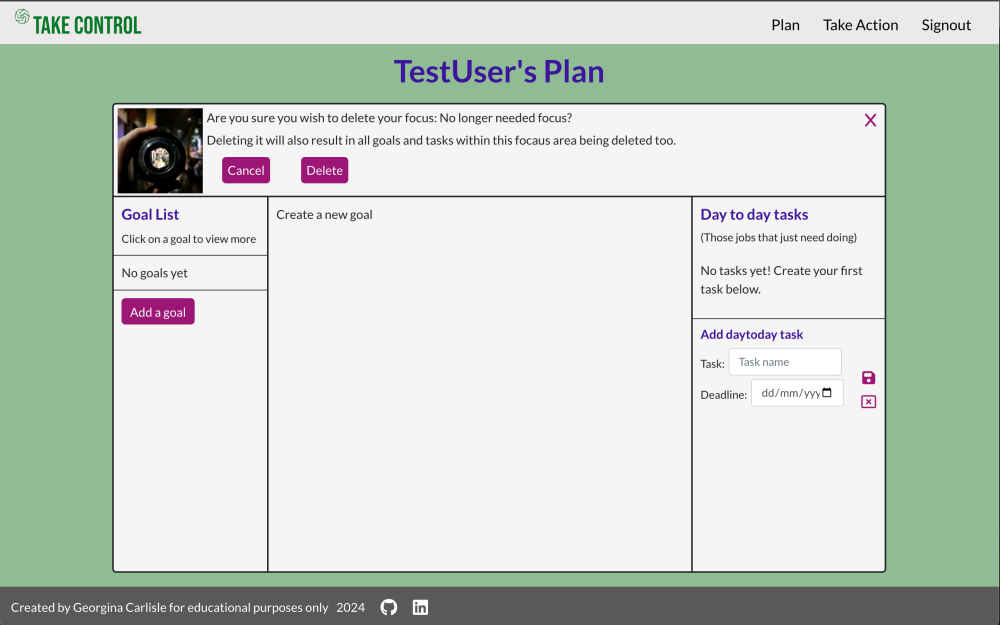 TAKE CONTROL
Plan
Take Action
Signout
TestUser's Plan
Are you sure you wish to delete your focus: No longer needed focus?
Deleting it will also result in all goals and tasks within this focaus area being deleted too.
Cancel
Delete
Goal List
Click on a goal to view more
No goals yet
Add a goal
Create a new goal
Day to day tasks
(Those jobs that just need doing)
No tasks yet! Create your first
task below.
Add daytoday task
Task: Task name
Deadline: dd/mm/yyy
Created by Georgina Carlisle for educational purposes only 2024